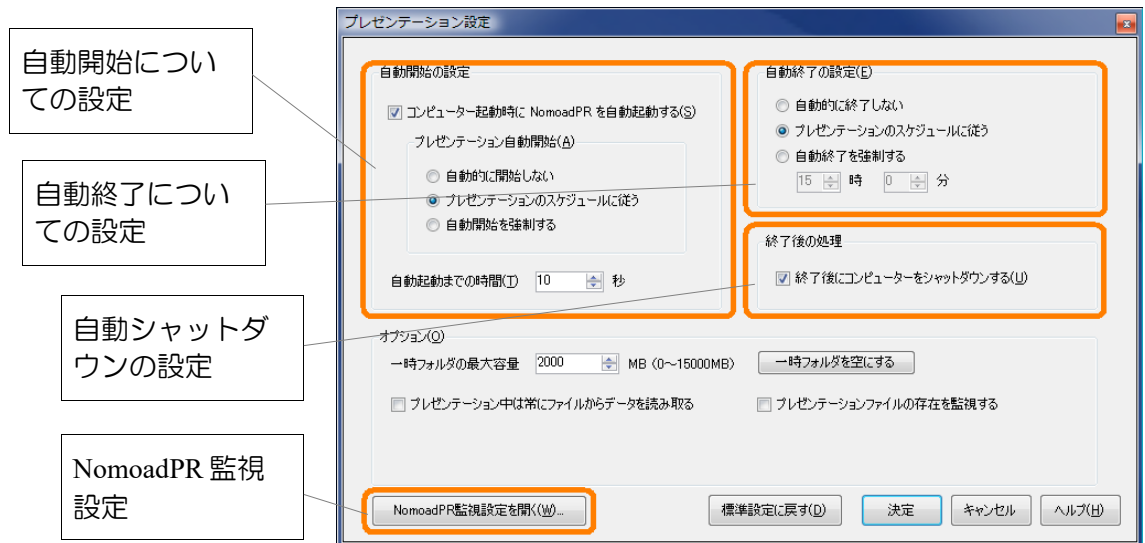 プレゼンテーション設定
自動開始につい
ての設定
自動終了につい
ての設定
自動シャットダ
ウンの設定
NomoadPR 監視
設定
自動開始の設定
コンピューター起動時に NomoadPR を自動起動する(S)
プレゼンテーション自動開始(A)
自動的に開始しない
プレゼンテーションのスケジュールに従う
自動開始を強制する
自動起動までの時間(T) 10 秒
自動終了の設定(E)
自動的に終了しない
プレゼンテーションのスケジュールに従う
自動終了を強制する
15 時 0 分
終了後の処理
終了後にコンピューターをシャットダウンする(U)
オプション(O)
一時フォルダの最大容量 2000 MB (0～15000MB) 一時フォルダを空にする
プレゼンテーション中は常にファイルからデータを読み取る プレゼンテーションファイルの存在を監視する
NomoadPR監視設定を開く(W)... 標準設定に戻す(D) 決定 キャンセル ヘルプ(H)